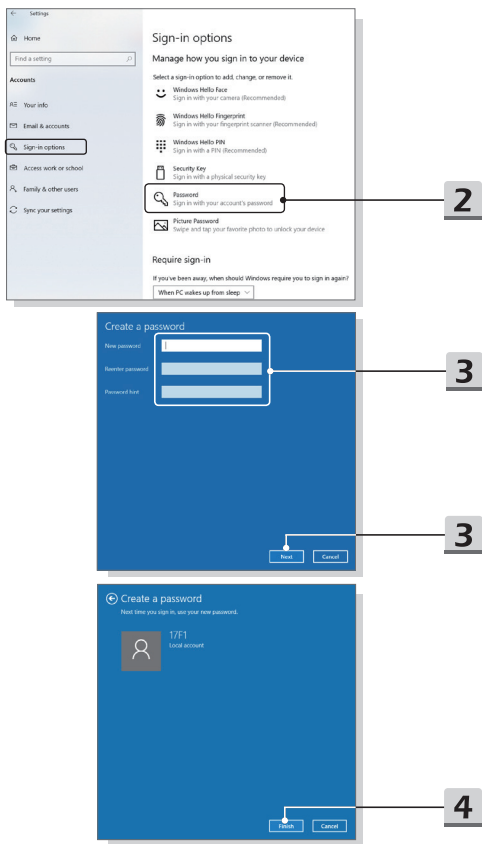 Settings
Home
Find a setting
Accounts
Your info
Email & accounts
Sign-in options
Access work or school
Family & other users
Sync your settings
Sign-in options
Manage how you sign in to your device
Select a sign-in option to add, change, or remove it.
Windows Hello Face
Sign in with your camera (Recommended)
Windows Hello Fingerprint
Sign in with your fingerprint scanner (Recommended)
Windows Hello PIN
Sign in with a PIN (Recommended)
Security Key
Sign in with a physical security key
Password
Sign in with your account's password
Picture Password
Swipe and tap your favorite photo to unlock your device
Require sign-in
If you've been away, when should Windows require you to sign in again?
When PC wakes up from sleep
2
Create a password
New password
Reenter password
Password hint
3
Next
Cancel
3
Create a password
Next time you sign in, use your new password.
17F1
Local account
Finish
Cancel
4